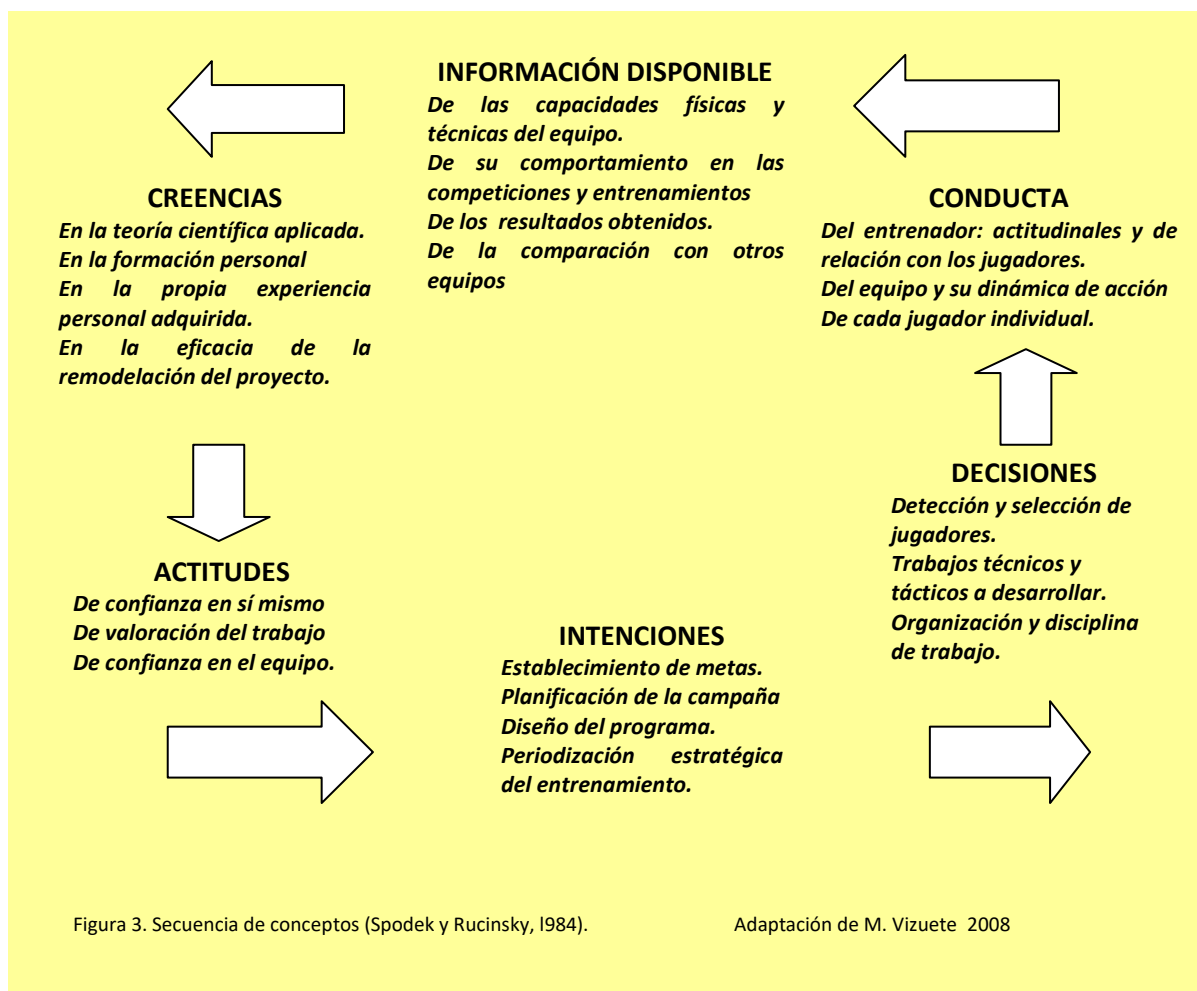 INFORMACIÓN DISPONIBLE
De las capacidades físicas y
técnicas del equipo.
De su comportamiento en las
competiciones y entrenamientos
De los resultados obtenidos.
De la comparación con otros
equipos
CREENCIAS
En la teoría científica aplicada.
En la formación personal
En la propia experiencia
personal adquirida.
En la eficacia de la
remodelación del proyecto.
CONDUCTA
Del entrenador: actitudinales y de
relación con los jugadores.
Del equipo y su dinámica de acción
De cada jugador individual.
DECISIONES
Detección y selección de
jugadores.
Trabajos técnicos y
tácticos a desarrollar.
Organización y disciplina
de trabajo.
ACTITUDES
De confianza en sí mismo
De valoración del trabajo
De confianza en el equipo.
INTENCIONES
Establecimiento de metas.
Planificación de la campaña
Diseño del programa.
Periodización estratégica
del entrenamiento.
Figura 3. Secuencia de conceptos (Spodek y Rucinsky, l984). Adaptación de M. Vizuete 2008